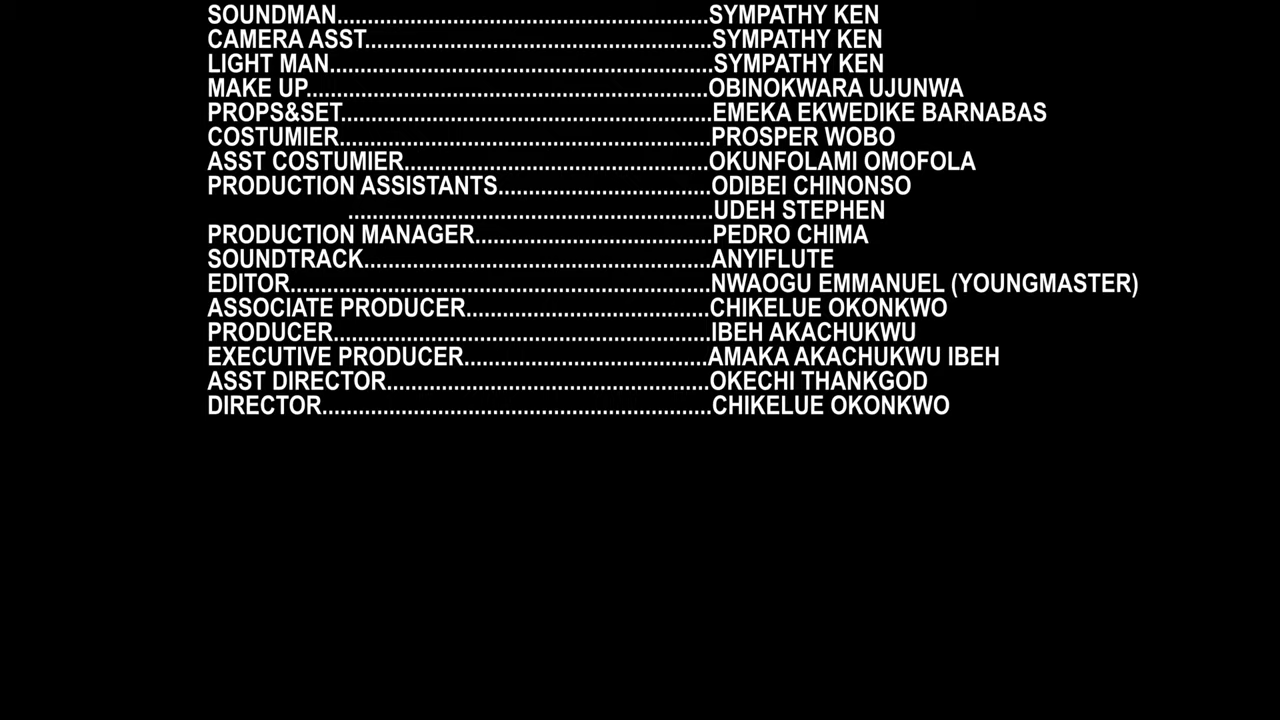 SOUNDMAN.......................................................SYMPATHY KEN
CAMERA ASST...................................................SYMPATHY KEN
LIGHT MAN.........................................................SYMPATHY KEN
MAKE UP............................................................OBINOKWARA UJUNWA
PROPS&SET.......................................................EMEKA EKWEDIKE BARNABAS
COSTUMIER.......................................................PROSPER WOBO
ASST COSTUMIER.............................................OKUNFOLAMI OMOFOLA
PRODUCTION ASSISTANTS................................ODIBEI CHINONSO
......................................................UDEH STEPHEN
PRODUCTION MANAGER...................................PEDRO CHIMA
SOUNDTRACK....................................................ANYIFLUTE
EDITOR...............................................................NWAOGU EMMANUEL (YOUNGMASTER)
ASSOCIATE PRODUCER....................................CHIKELUE OKONKWO
PRODUCER........................................................IBEH AKACHUKWU
EXECUTIVE PRODUCER....................................AMAKA AKACHUKWU IBEH
ASST DIRECTOR................................................OKECHI THANKGOD
DIRECTOR..........................................................CHIKELUE OKONKWO